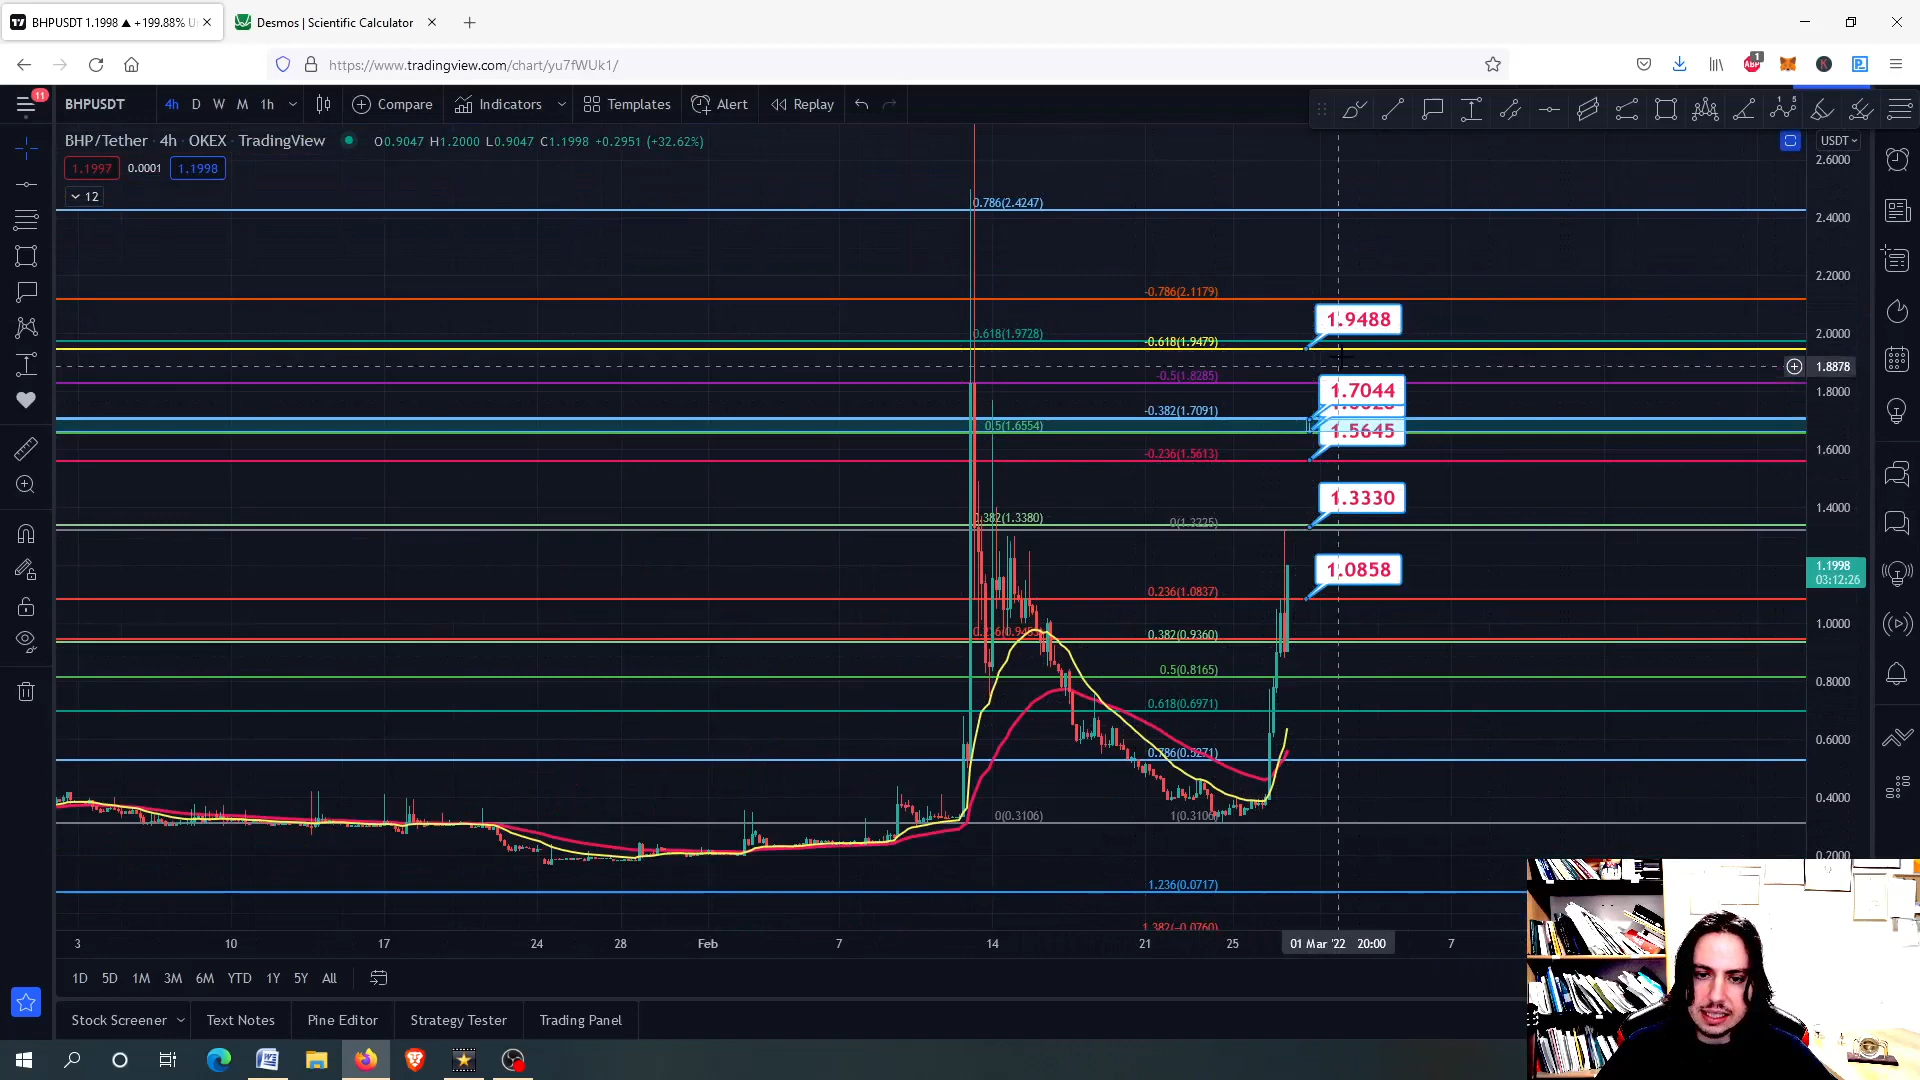 BHPUSDT 1.1998 ▲ +199.88% U
Desmos | Scientific Calculator
https://www.tradingview.com/chart/yu7fWUk1/
1
ABP
11
BHPUSDT
4h D W M 1h
Compare
Indicators
Templates
Alert
Replay
BHP/Tether · 4h · OKEX · TradingView
O0.9047 H1.2000 L0.9047 C1.1998 +0.2951 (+32.62%)
USDT
1.1997 0.0001 1.1998
12
2.6000
0.786(2.4247)
2.4000
2.2000
-0.786(2.1179)
1.9488
0.618(1.9728)
2.0000
-0.618(1.9479)
1.8878
-0.5(1.8285)
1.7044
1.8000
-0.382(1.7091)
0.5(1.6554)
1.5645
1.6000
-0.236(1.5613)
1.3330
1.4000
.382(1.3380)
0(1.3225)
1.0858
1.1998
03:12:26
0.236(1.0837)
1.0000
0.382(0.9360)
0.5(0.8165)
0.8000
0.618(0.6971)
0.6000
0.786(0.5271)
0.4000
0(0.3106)
1(0.3106)
0.2000
1.236(0.0717)
1.382(-0.0760)
3 10 17 24 28 Feb 7 14 21 25 01 Mar '22 20:00 7
1D 5D 1M 3M 6M YTD 1Y 5Y All
Stock Screener
Text Notes
Pine Editor
Strategy Tester
Trading Panel